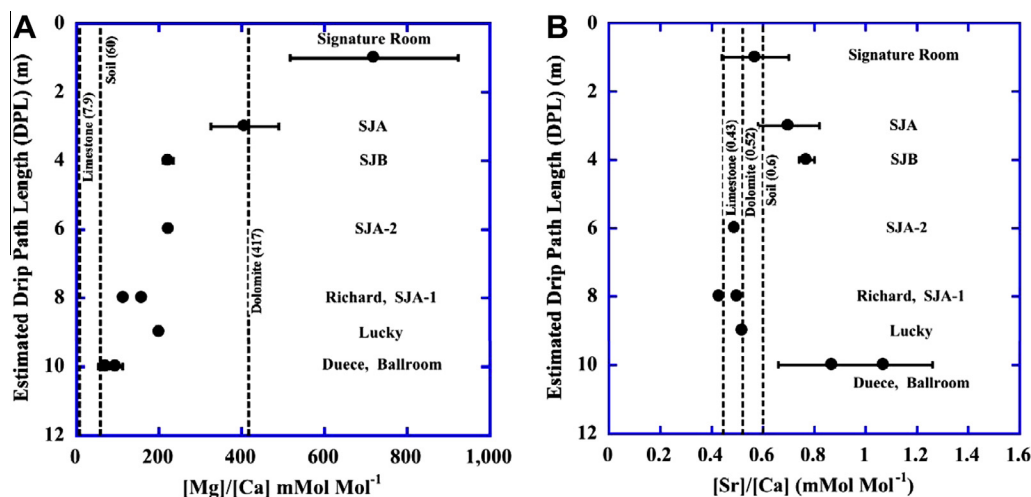 A
Estimated Drip Path Length (DPL) (m)
0
2
4
6
8
10
12
Limestone (7.9)
Soil (60)
Dolomite (417)
Signature Room
SJA
SJB
SJA-2
Richard, SJA-1
Lucky
Duece, Ballroom
0
200
400
600
800
1,000
[Mg]/[Ca] mMol Mol⁻¹
B
Estimated Drip Path Length (DPL) (m)
0
2
4
6
8
10
12
Limestone (0.43)
Dolomite (0.52)
Soil (0.6)
Signature Room
SJA
SJB
SJA-2
Richard, SJA-1
Lucky
Duece, Ballroom
0
0.2
0.4
0.6
0.8
1
1.2
1.4
1.6
[Sr]/[Ca] (mMol Mol⁻¹)